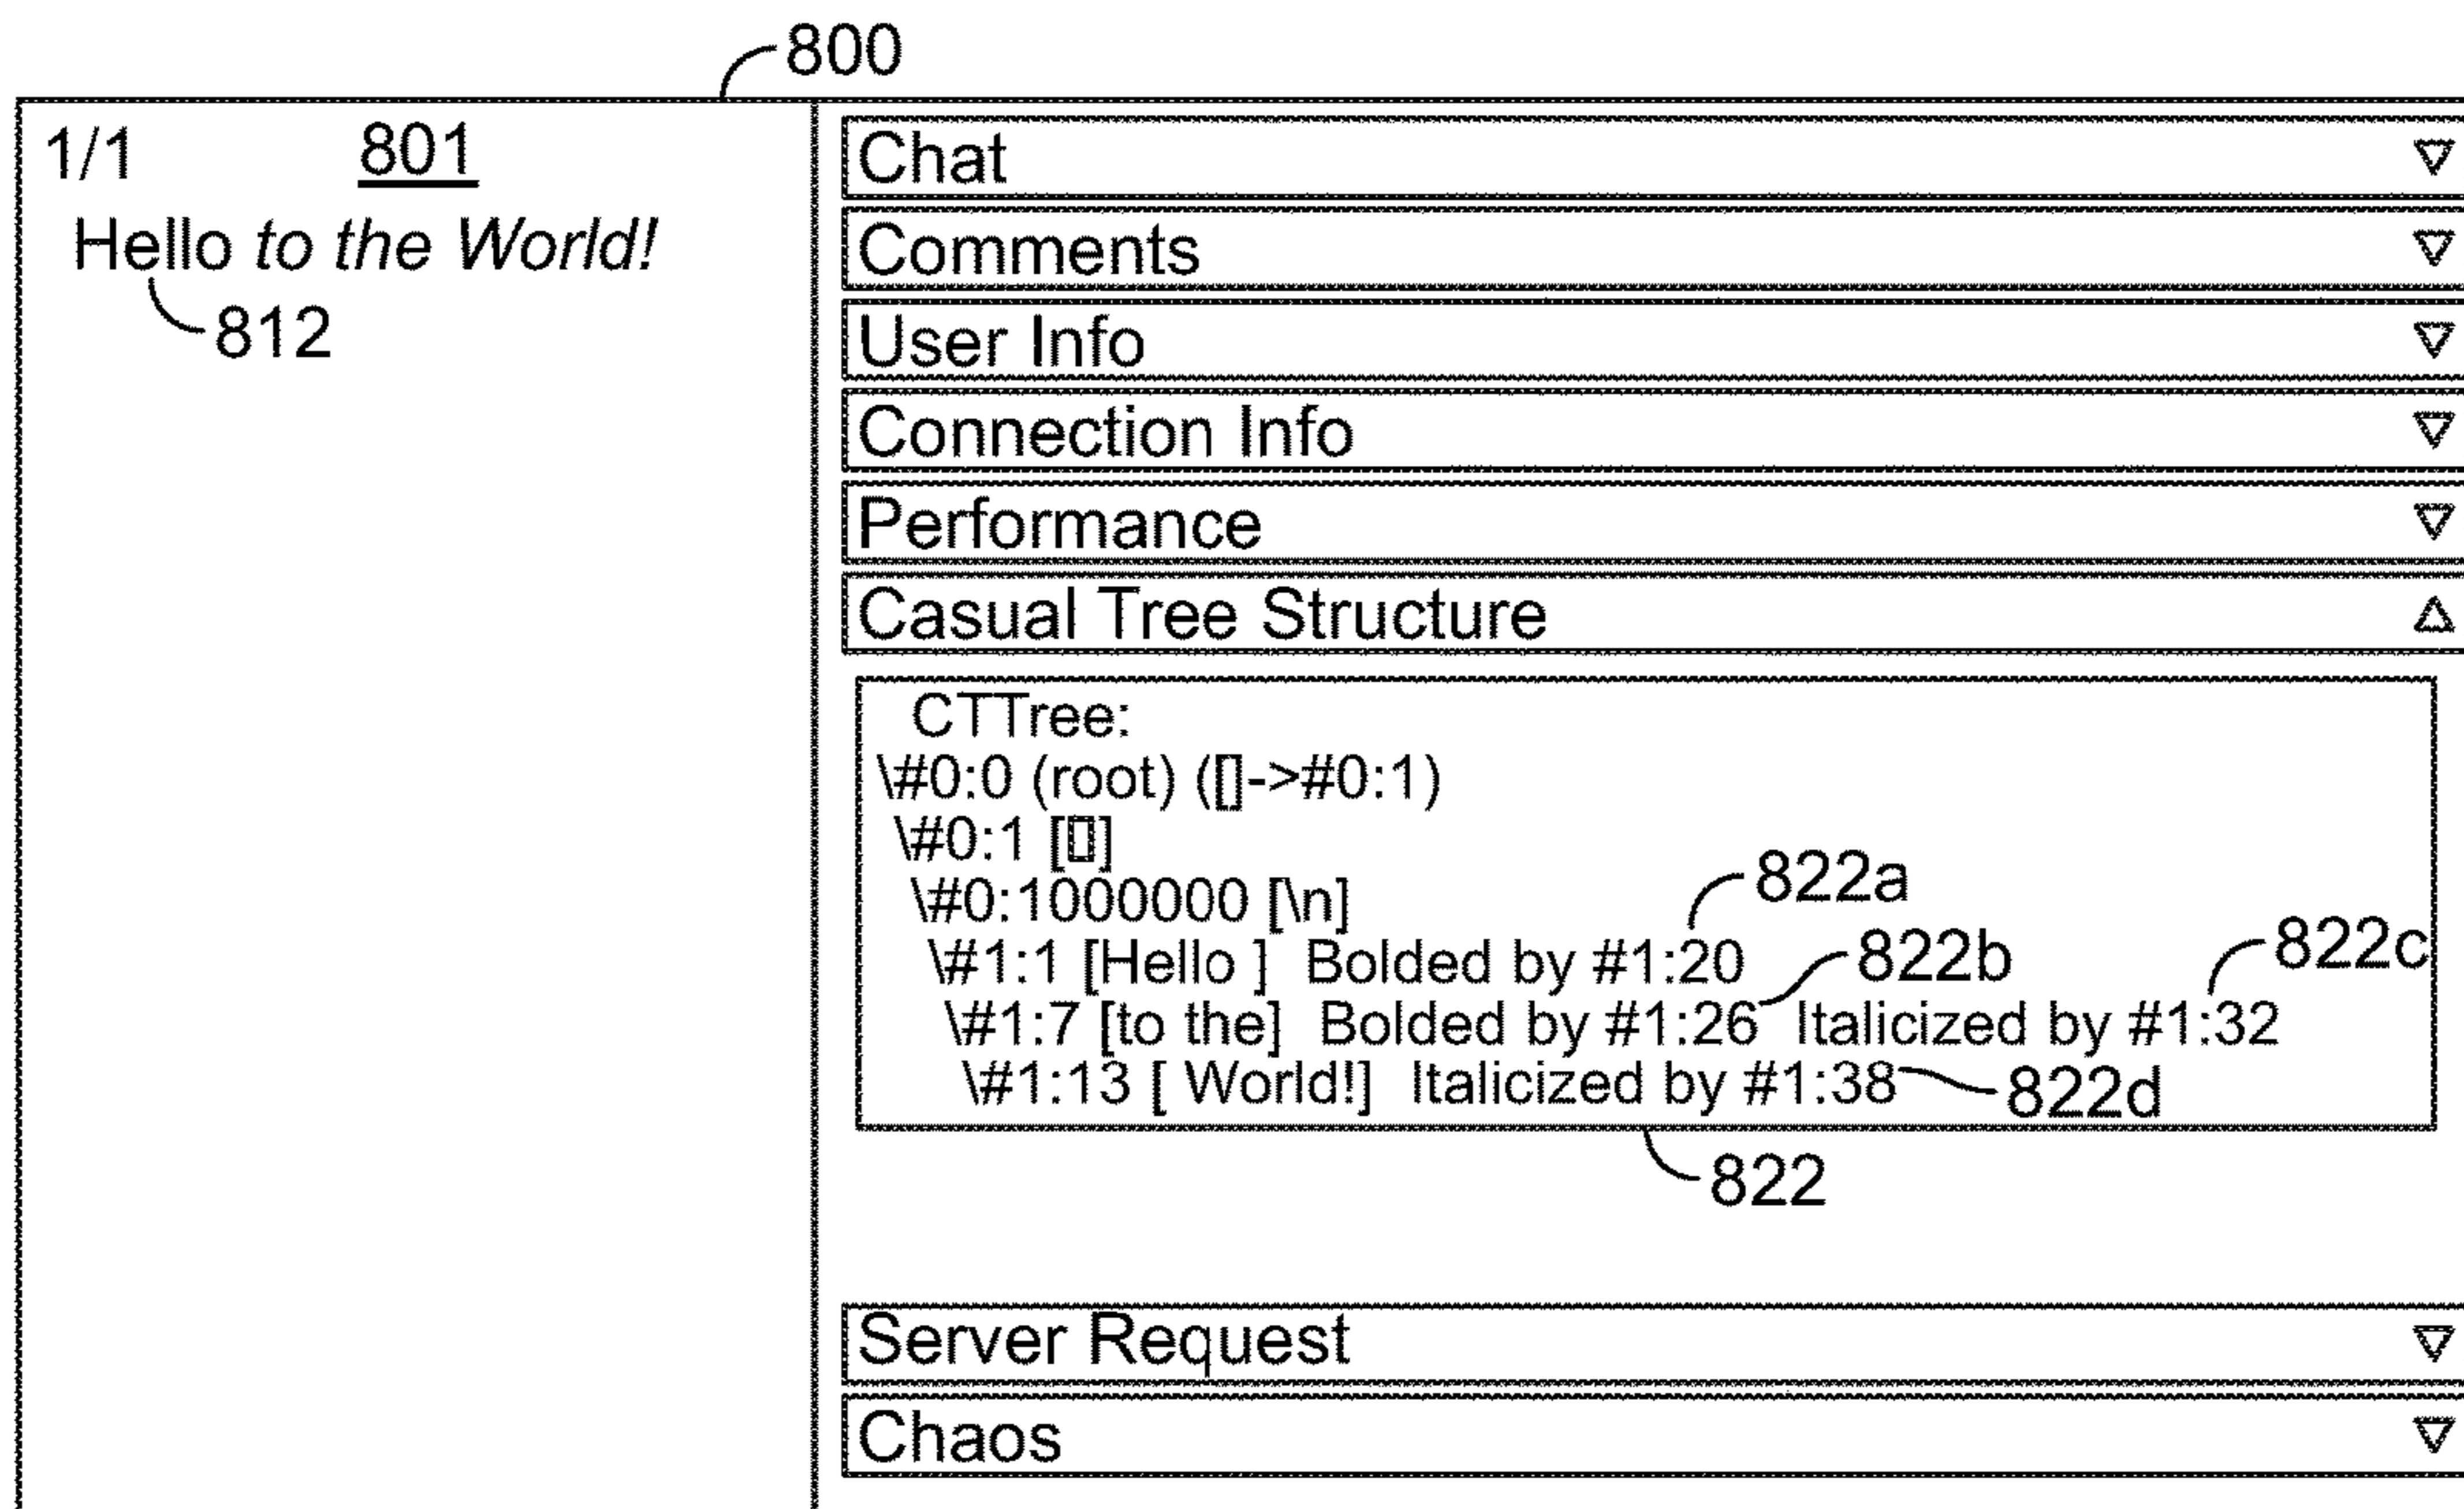 800
1/1 801
Hello to the World!
812
Chat
Comments
User Info
Connection Info
Performance
Casual Tree Structure
CTTree:
\#0:0 (root) ([]->#0:1)
\#0:1 [▯]
\#0:1000000 [\n]
822a
\#1:1 [Hello ] Bolded by #1:20 822b 822c
\#1:7 [to the] Bolded by #1:26 Italicized by #1:32
\#1:13 [ World!] Italicized by #1:38 822d
822
Server Request
Chaos